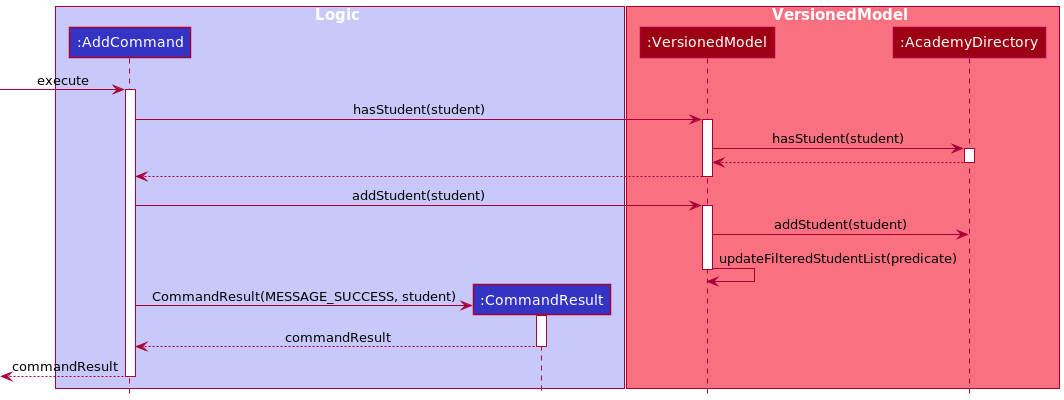 Logic
VersionedModel
:AddCommand
:VersionedModel
:AcademyDirectory
execute
hasStudent(student)
hasStudent(student)
addStudent(student)
addStudent(student)
updateFilteredStudentList(predicate)
CommandResult(MESSAGE_SUCCESS, student)
:CommandResult
commandResult
commandResult